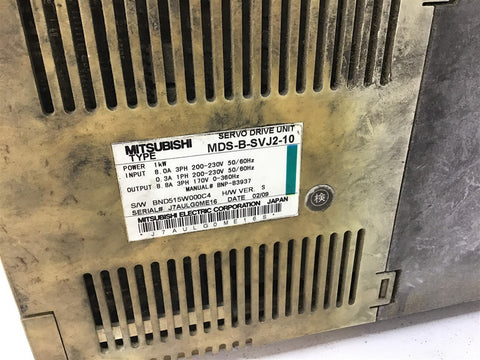 MITSUBISHI SERVO DRIVE UNIT
TYPE MDS-B-SVJ2-10
POWER 1kW
INPUT 8.0A 3PH 200-230V 50/60Hz
0.3A 1PH 200-230V 50/60Hz
OUTPUT 8.8A 3PH 170V 0-360Hz
MANUAL# BNP-B3937
S/W BND515W000C4 H/W VER. S
SERIAL# J7AULG0ME16 DATE 02/09
MITSUBISHI ELECTRIC CORPORATION JAPAN
*J7AULG0ME16S*
検